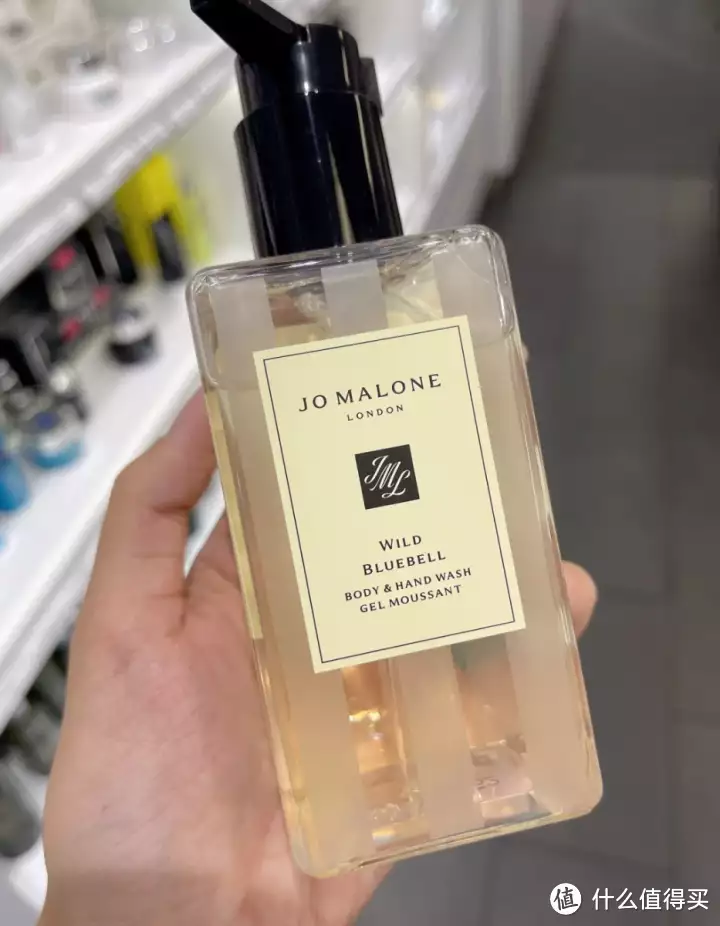 JO MALONE
LONDON
JML
WILD
BLUEBELL
BODY & HAND WASH
GEL MOUSSANT
值 什么值得买